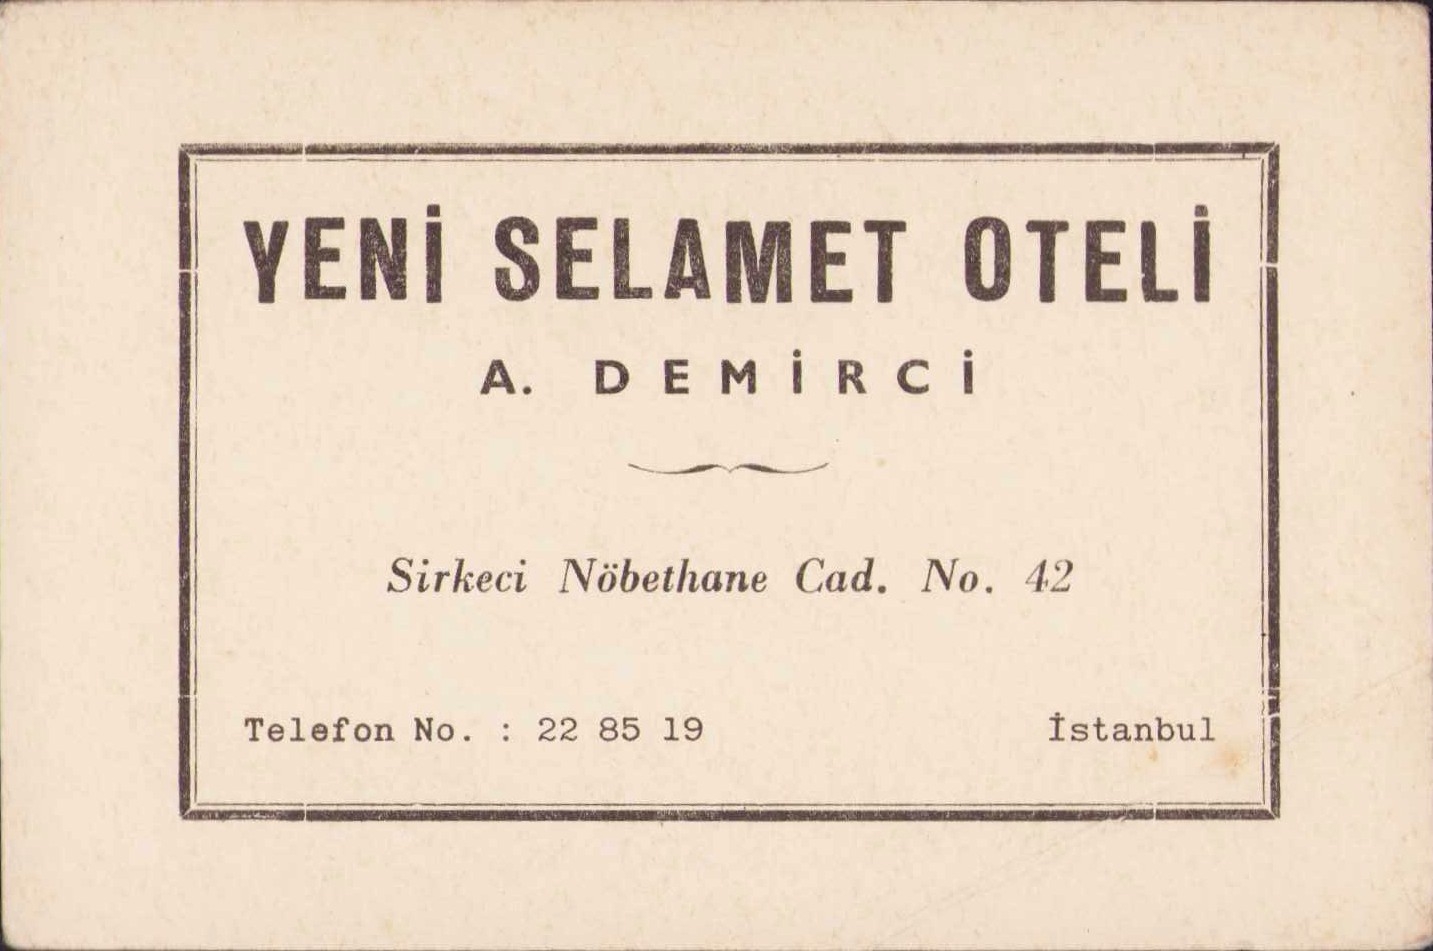 YENİ SELAMET OTELİ
A. DEMİRCİ
Sirkeci Nöbethane Cad. No. 42
Telefon No. : 22 85 19 İstanbul